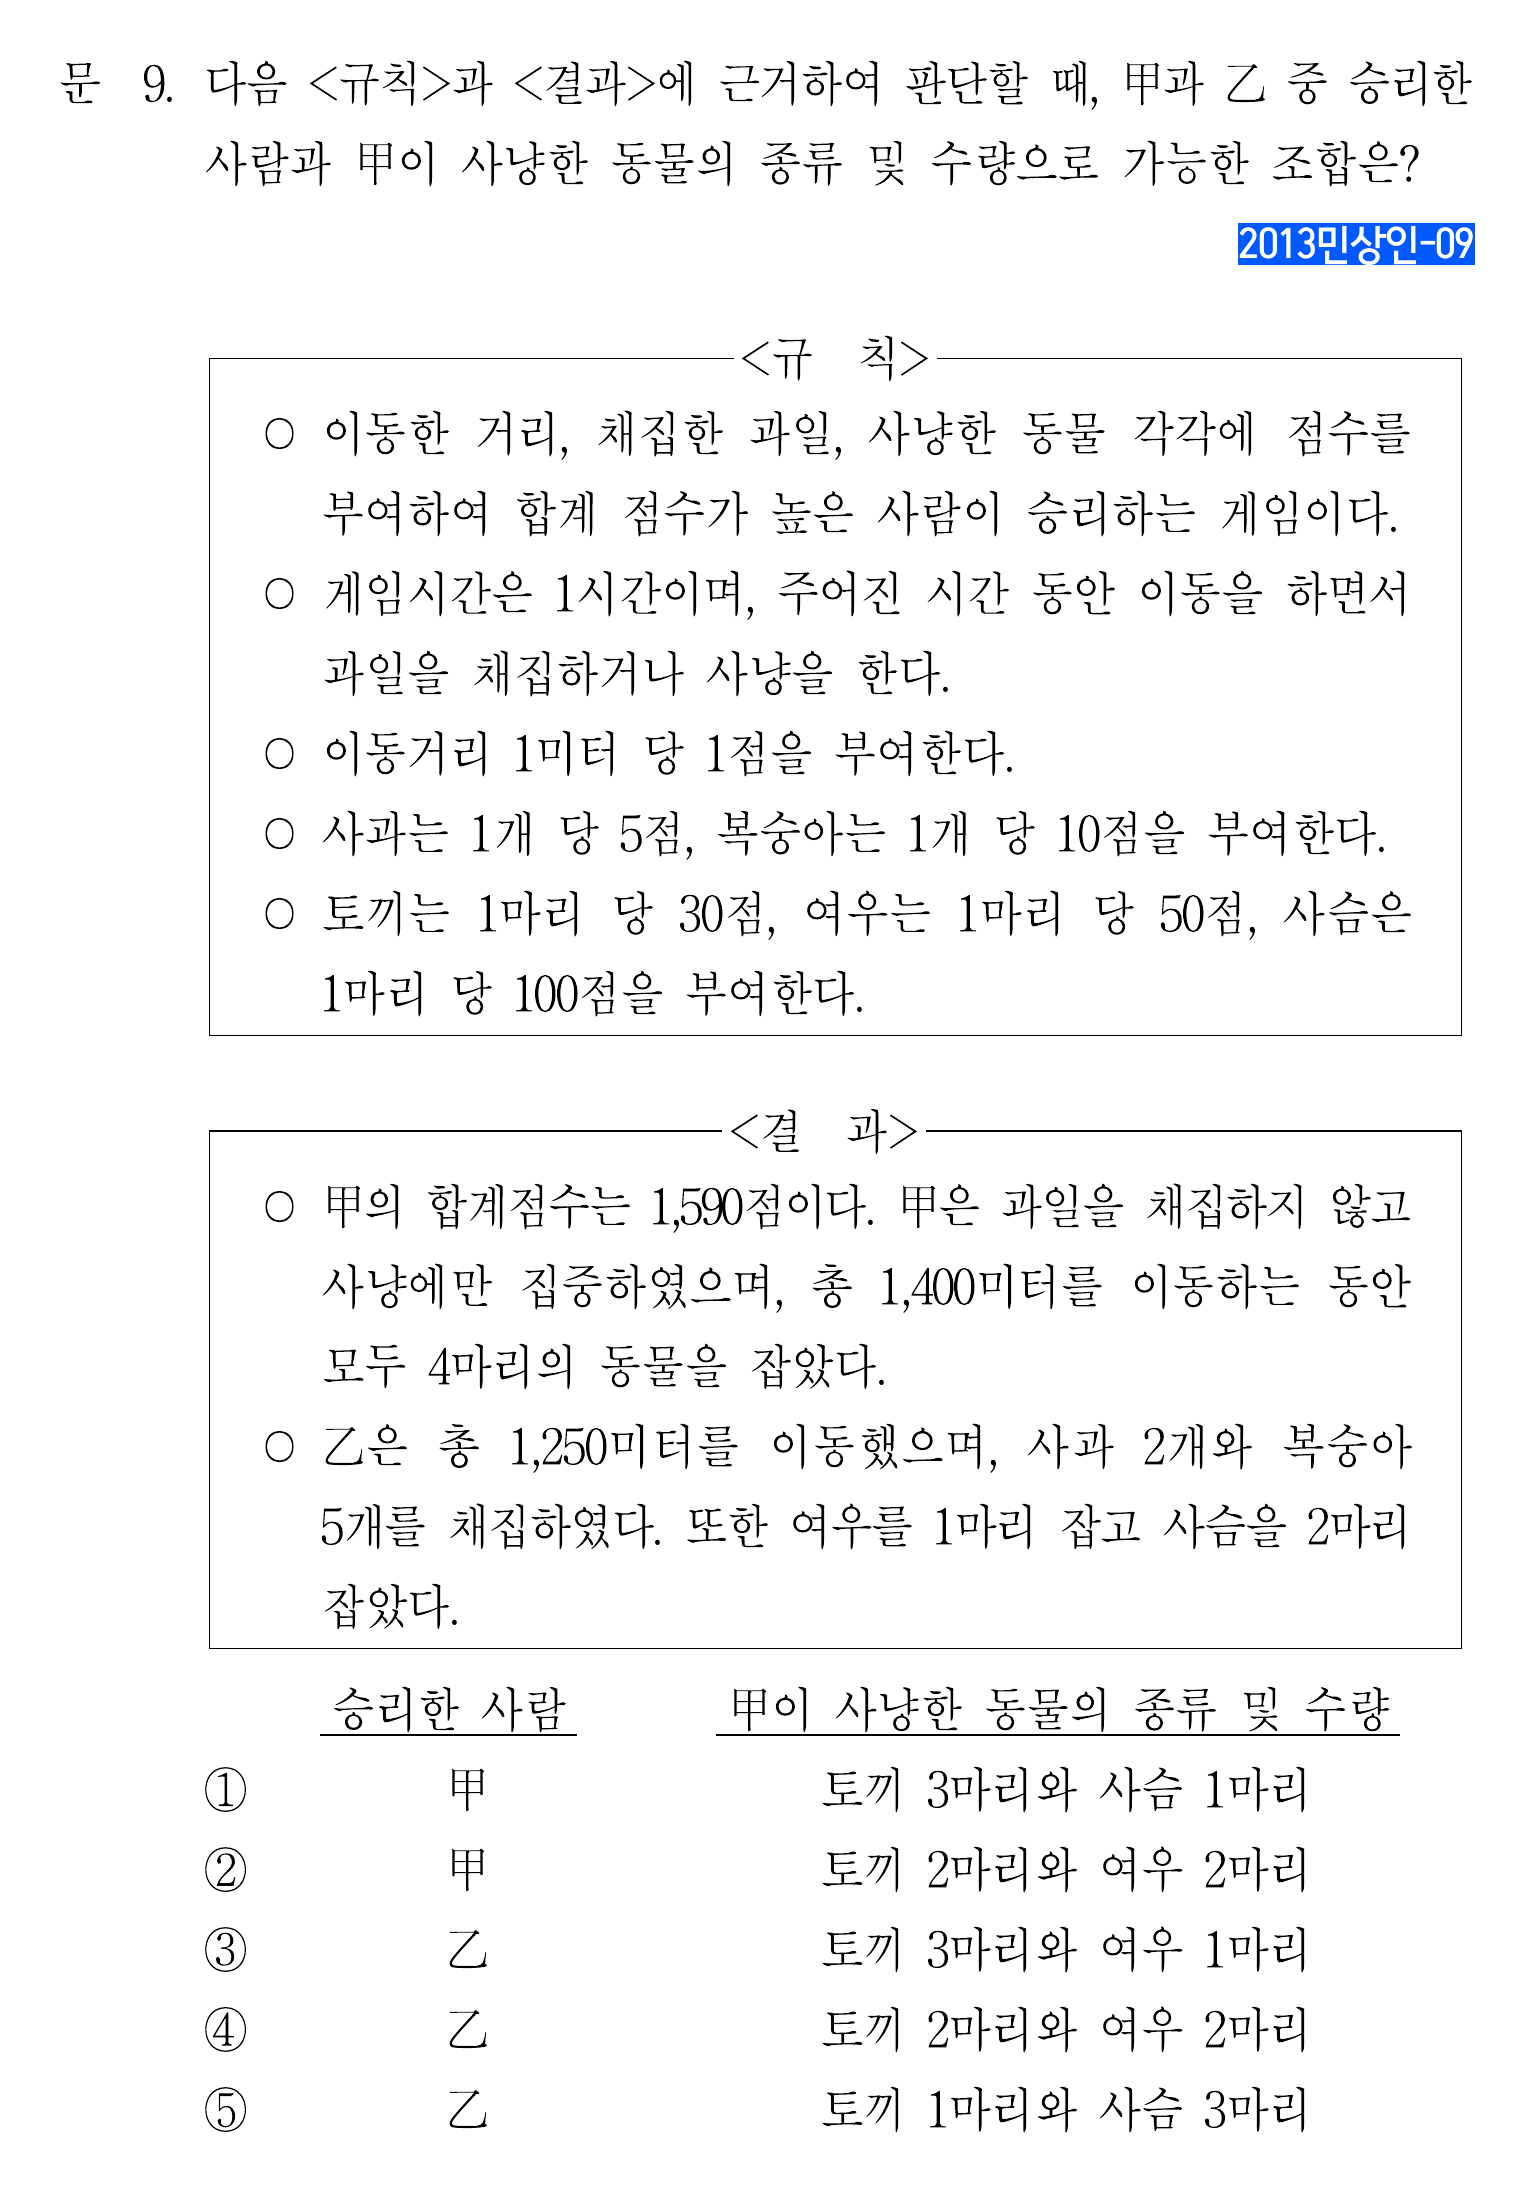 문 9. 다음 <규칙>과 <결과>에 근거하여 판단할 때, 甲과 乙 중 승리한
사람과 甲이 사냥한 동물의 종류 및 수량으로 가능한 조합은?
2013민상인-09
<규 칙>
○ 이동한 거리, 채집한 과일, 사냥한 동물 각각에 점수를
부여하여 합계 점수가 높은 사람이 승리하는 게임이다.
○ 게임시간은 1시간이며, 주어진 시간 동안 이동을 하면서
과일을 채집하거나 사냥을 한다.
○ 이동거리 1미터 당 1점을 부여한다.
○ 사과는 1개 당 5점, 복숭아는 1개 당 10점을 부여한다.
○ 토끼는 1마리 당 30점, 여우는 1마리 당 50점, 사슴은
1마리 당 100점을 부여한다.
<결 과>
○ 甲의 합계점수는 1,590점이다. 甲은 과일을 채집하지 않고
사냥에만 집중하였으며, 총 1,400미터를 이동하는 동안
모두 4마리의 동물을 잡았다.
○ 乙은 총 1,250미터를 이동했으며, 사과 2개와 복숭아
5개를 채집하였다. 또한 여우를 1마리 잡고 사슴을 2마리
잡았다.
승리한 사람 甲이 사냥한 동물의 종류 및 수량
① 甲 토끼 3마리와 사슴 1마리
② 甲 토끼 2마리와 여우 2마리
③ 乙 토끼 3마리와 여우 1마리
④ 乙 토끼 2마리와 여우 2마리
⑤ 乙 토끼 1마리와 사슴 3마리